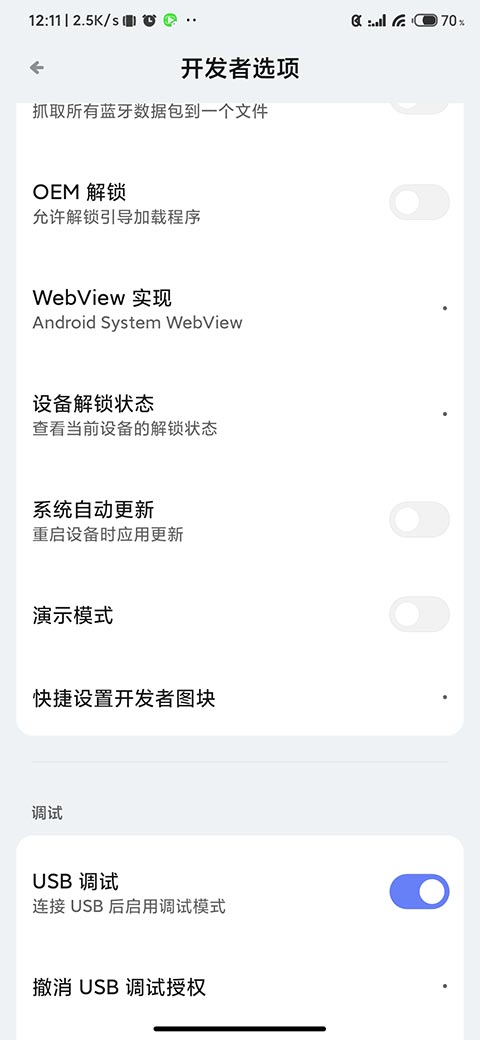 12:11 | 2.5K/s
70%
开发者选项
抓取所有蓝牙数据包到一个文件
OEM 解锁
允许解锁引导加载程序
WebView 实现
Android System WebView
设备解锁状态
查看当前设备的解锁状态
系统自动更新
重启设备时应用更新
演示模式
快捷设置开发者图块
调试
USB 调试
连接 USB 后启用调试模式
撤消 USB 调试授权